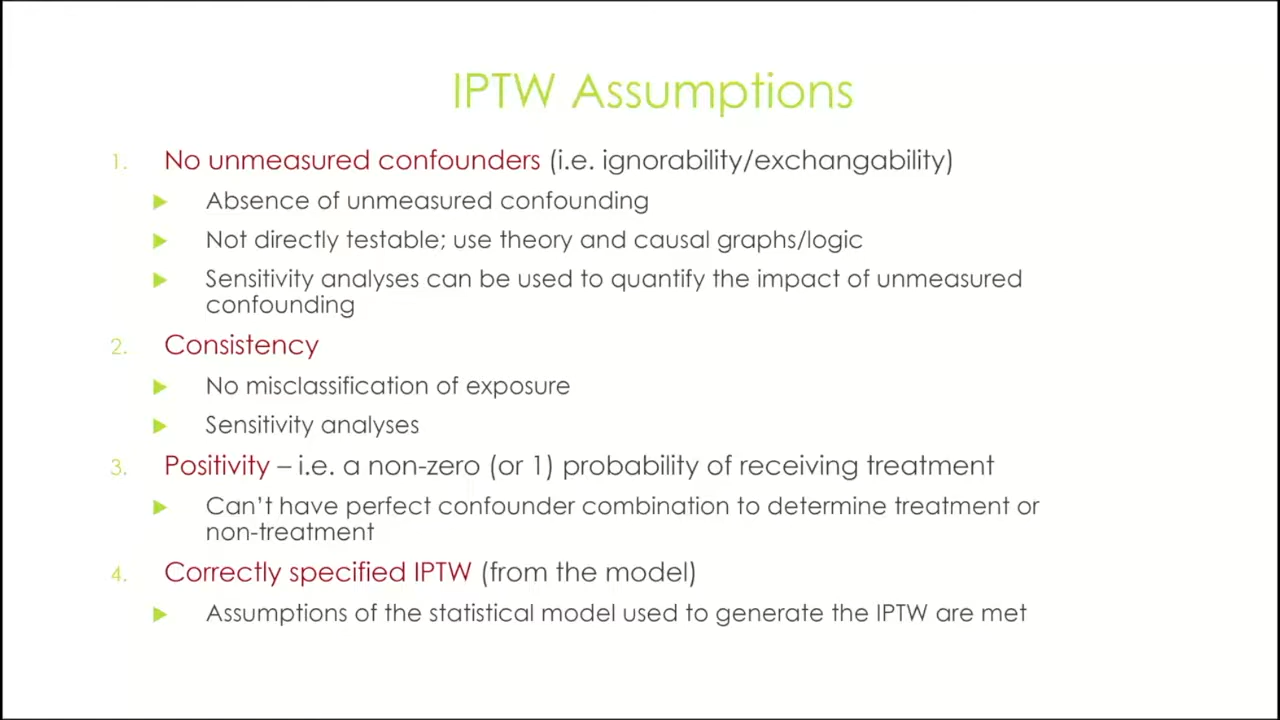 IPTW Assumptions
1. No unmeasured confounders (i.e. ignorability/exchangability)
Absence of unmeasured confounding
Not directly testable; use theory and causal graphs/logic
Sensitivity analyses can be used to quantify the impact of unmeasured
confounding
2. Consistency
No misclassification of exposure
Sensitivity analyses
3. Positivity – i.e. a non-zero (or 1) probability of receiving treatment
Can't have perfect confounder combination to determine treatment or
non-treatment
4. Correctly specified IPTW (from the model)
Assumptions of the statistical model used to generate the IPTW are met